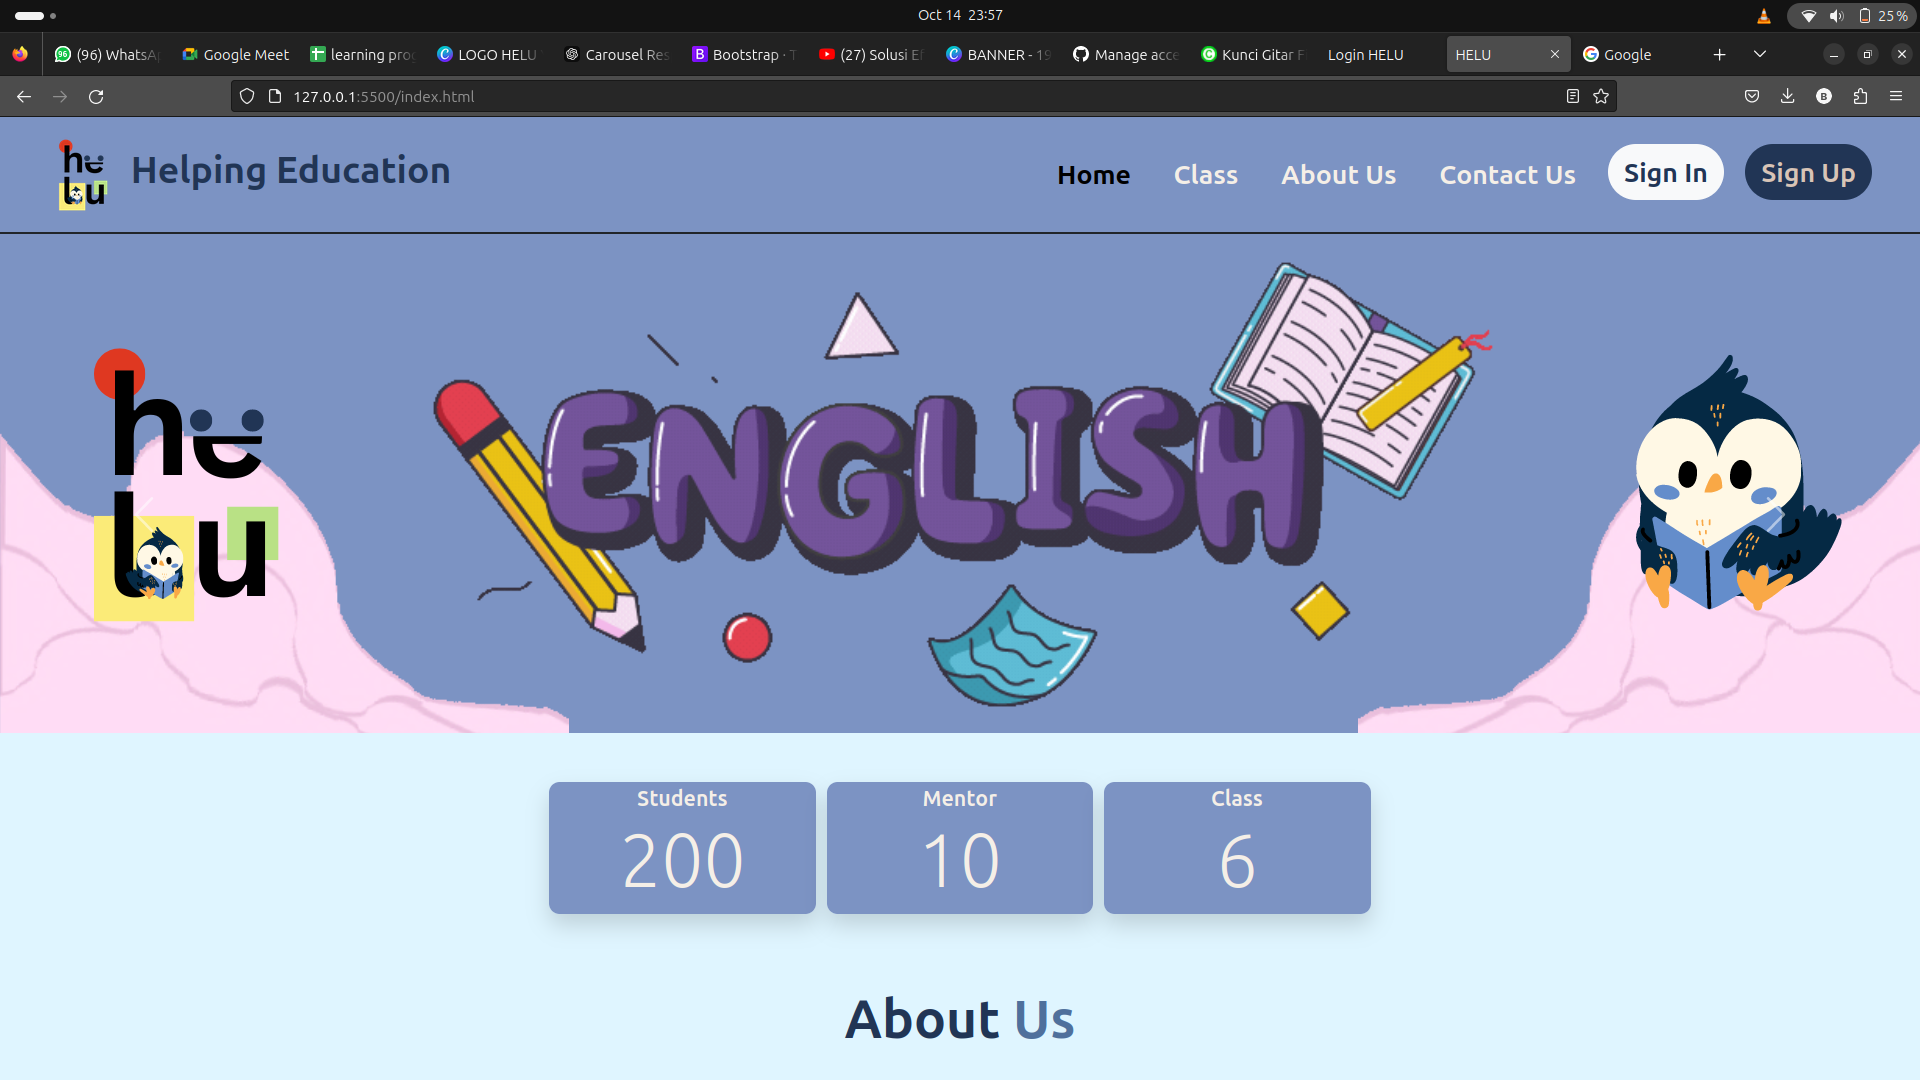 Oct 14 23:57
25%
(96) WhatsA
Google Meet
learning pro
LOGO HELU
Carousel Res
Bootstrap · T
(27) Solusi Ef
BANNER - 19
Manage acce
Kunci Gitar F
Login HELU
HELU
Google
127.0.0.1:5500/index.html
he
lu
Helping Education
Home
Class
About Us
Contact Us
Sign In
Sign Up
he
lu
ENGLISH
Students
200
Mentor
10
Class
6
About Us